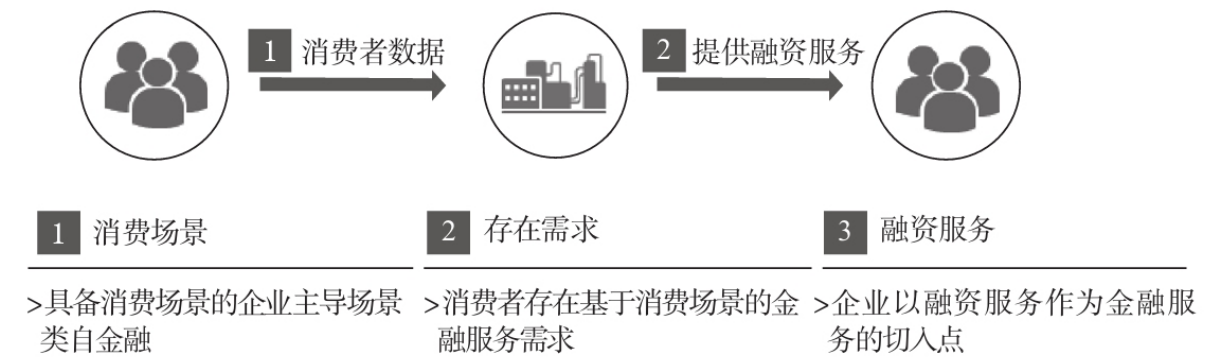 1 消费者数据
2 提供融资服务
1 消费场景
2 存在需求
3 融资服务
>具备消费场景的企业主导场景
类自金融
>消费者存在基于消费场景的金
融服务需求
>企业以融资服务作为金融服
务的切入点